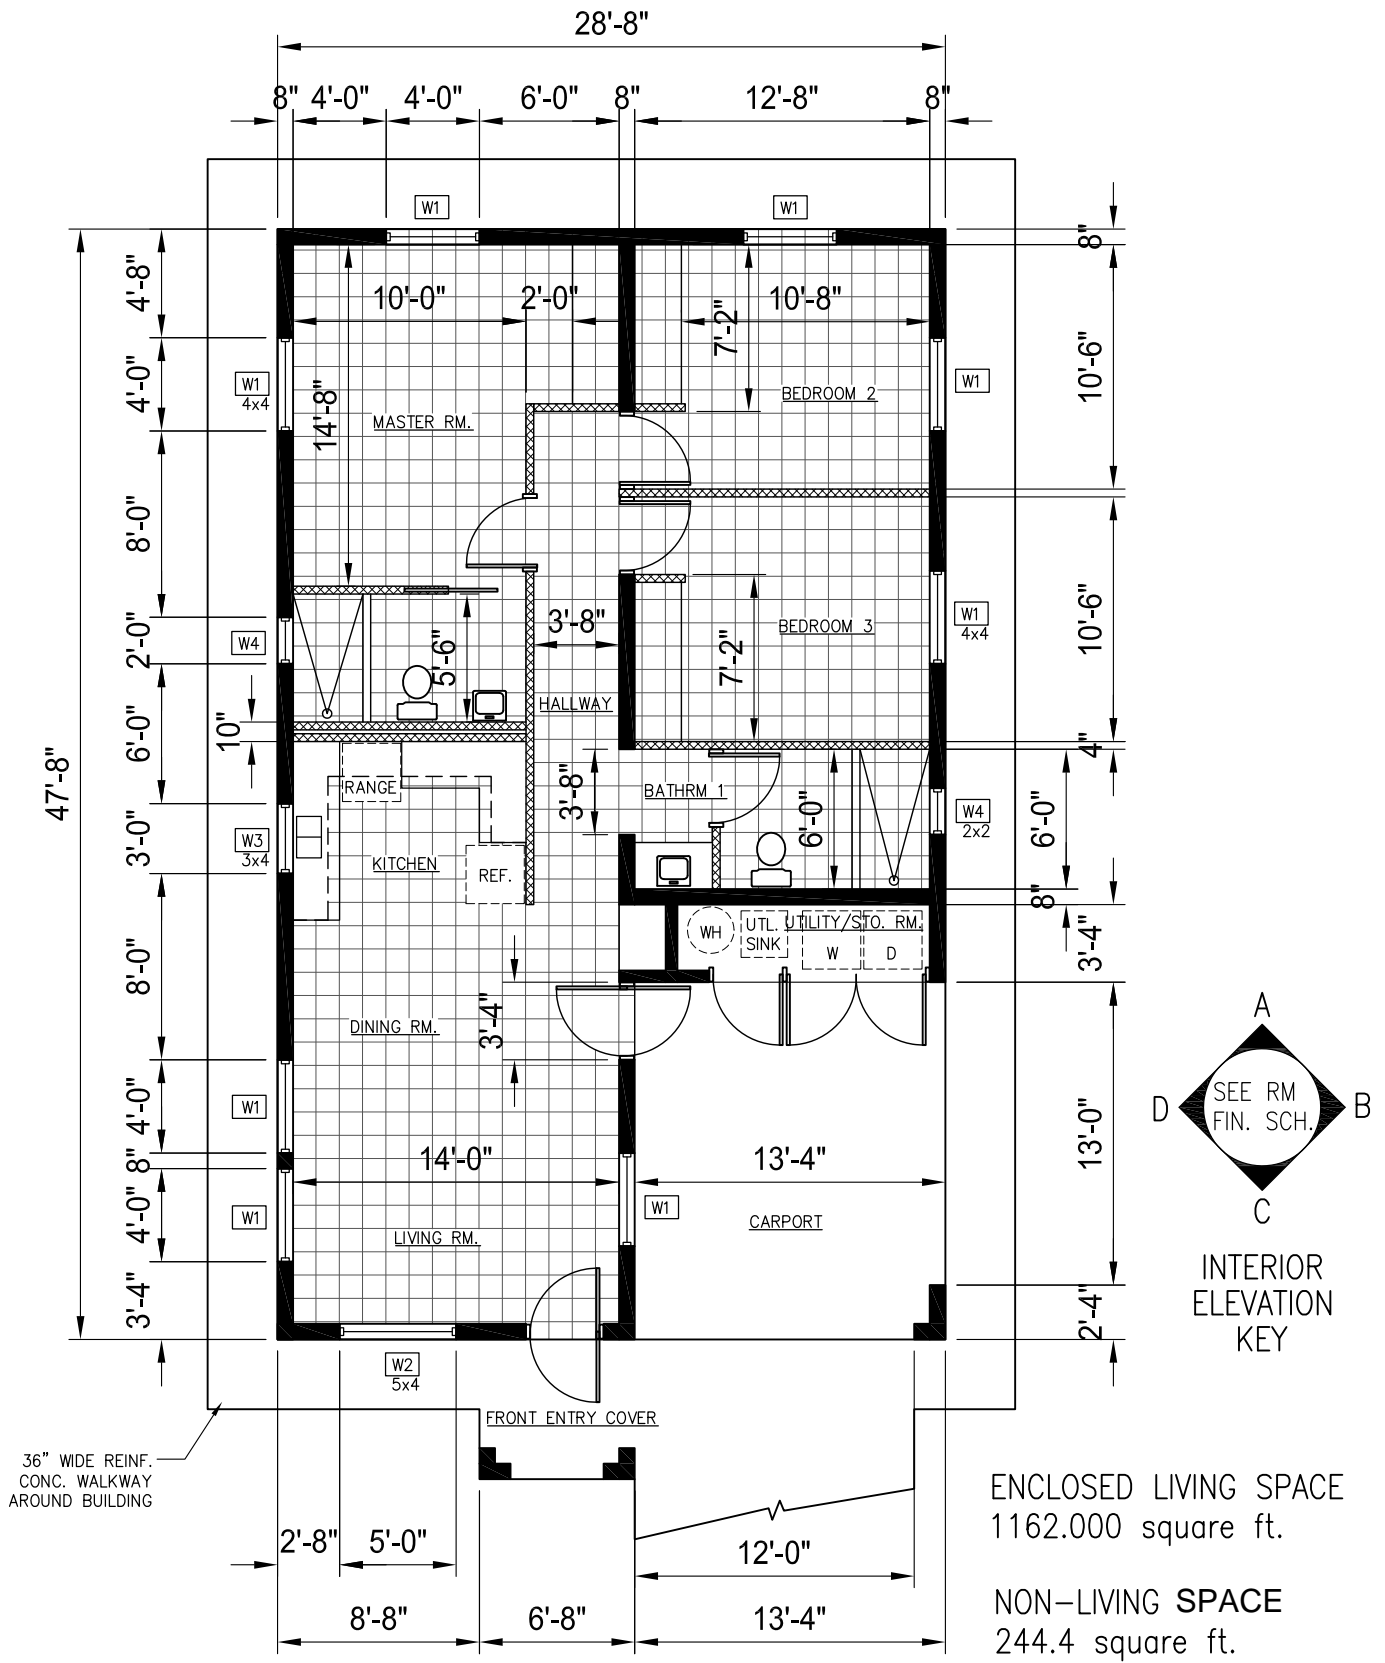 28'-8"
8" 4'-0" 4'-0" 6'-0" 8" 12'-8" 8"
W1 W1
8"
4'-8"
10'-0" 2'-0" 7'-2" 10'-8"
10'-6"
4'-0"
W1
4x4
14'-8"
MASTER RM.
BEDROOM 2
W1
8'-0"
2'-0"
W4
5'-6"
3'-8"
HALLWAY
7'-2"
BEDROOM 3
W1
4x4
10'-6"
10"
6'-0"
47'-8"
4"
RANGE
3'-8"
BATHRM 1
6'-0"
W4
2x2
6'-0"
3'-0"
W3
3x4
KITCHEN
REF.
8"
WH
UTL.
SINK
UTILITY/STO. RM.
W
D
3'-4"
8'-0"
DINING RM.
3'-4"
A
SEE RM
FIN. SCH.
D
B
C
INTERIOR
ELEVATION
KEY
4'-0"
W1
8"
14'-0"
13'-4"
13'-0"
4'-0"
W1
LIVING RM.
W1
CARPORT
3'-4"
2'-4"
W2
5x4
FRONT ENTRY COVER
36" WIDE REINF.
CONC. WALKWAY
AROUND BUILDING
2'-8" 5'-0" 12'-0"
8'-8" 6'-8" 13'-4"
ENCLOSED LIVING SPACE
1162.000 square ft.
NON-LIVING SPACE
244.4 square ft.